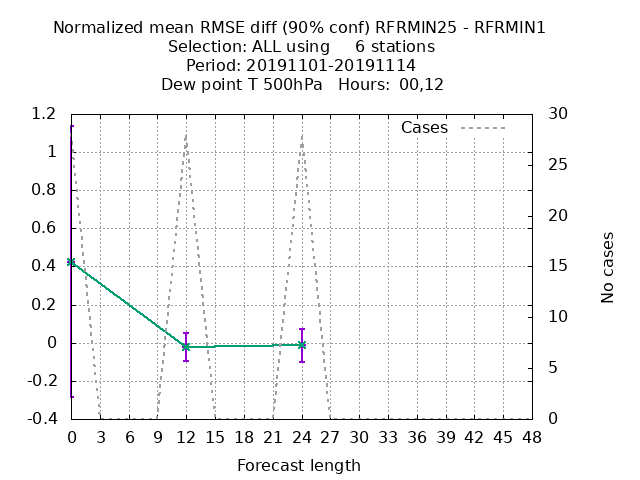 Normalized mean RMSE diff (90% conf) RFRMIN25 - RFRMIN1
Selection: ALL using     6 stations
Period: 20191101-20191114
Dew point T 500hPa   Hours:  00,12
1.2
1
0.8
0.6
0.4
0.2
0
-0.2
-0.4
Cases
30
25
20
15
10
5
0
No cases
0 3 6 9 12 15 18 21 24 27 30 33 36 39 42 45 48
Forecast length